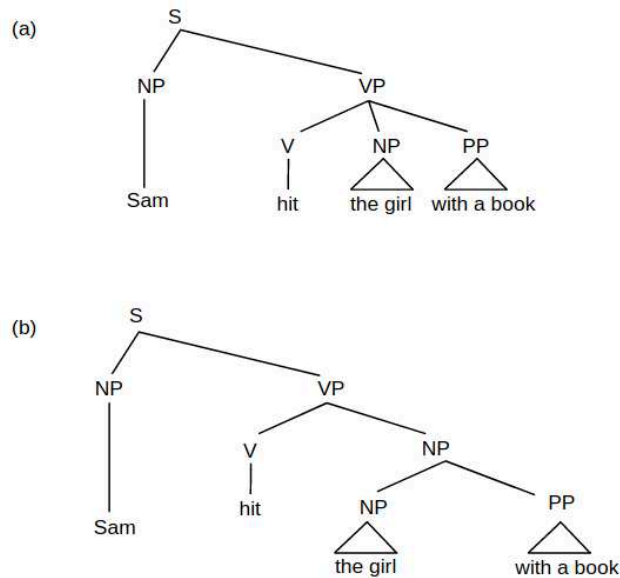 (a)
S
NP VP
V NP PP
Sam hit the girl with a book
(b)
S
NP VP
V NP
hit NP PP
Sam
the girl with a book